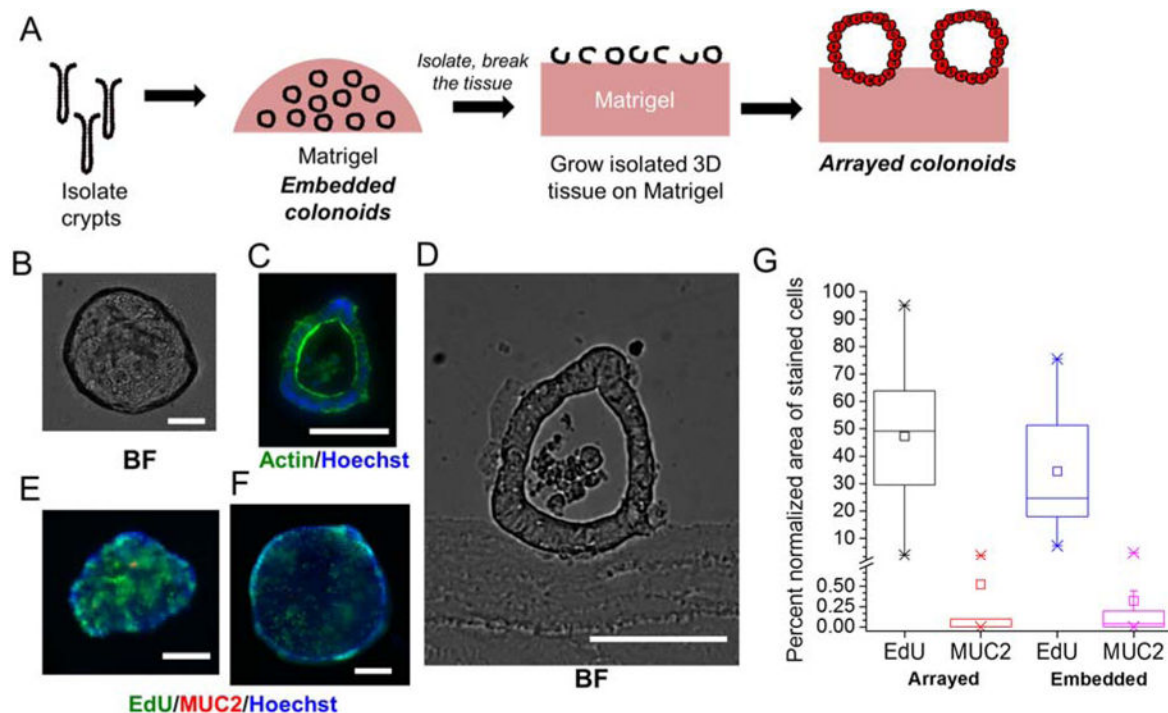 A
Isolate
crypts
Matrigel
Embedded
colonoids
Isolate, break
the tissue
Matrigel
Grow isolated 3D
tissue on Matrigel
Arrayed colonoids
B
BF
C
Actin/Hoechst
D
BF
E
F
EdU/MUC2/Hoechst
G
Percent normalized area of stained cells
100
90
80
70
60
50
40
30
20
10
0.50
0.25
0.00
EdU MUC2 EdU MUC2
Arrayed Embedded